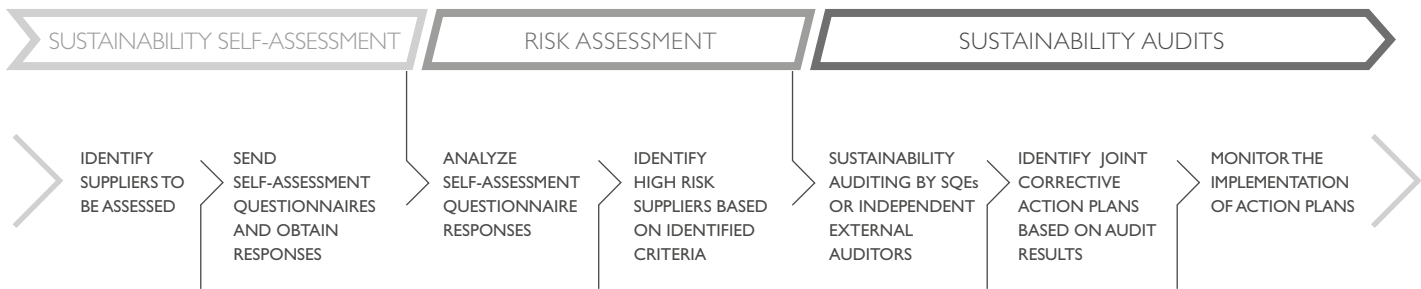 SUSTAINABILITY SELF-ASSESSMENT
RISK ASSESSMENT
SUSTAINABILITY AUDITS
IDENTIFY
SUPPLIERS TO
BE ASSESSED
SEND
SELF-ASSESSMENT
QUESTIONNAIRES
AND OBTAIN
RESPONSES
ANALYZE
SELF-ASSESSMENT
QUESTIONNAIRE
RESPONSES
IDENTIFY
HIGH RISK
SUPPLIERS BASED
ON IDENTIFIED
CRITERIA
SUSTAINABILITY
AUDITING BY SQEs
OR INDEPENDENT
EXTERNAL
AUDITORS
IDENTIFY JOINT
CORRECTIVE
ACTION PLANS
BASED ON AUDIT
RESULTS
MONITOR THE
IMPLEMENTATION
OF ACTION PLANS